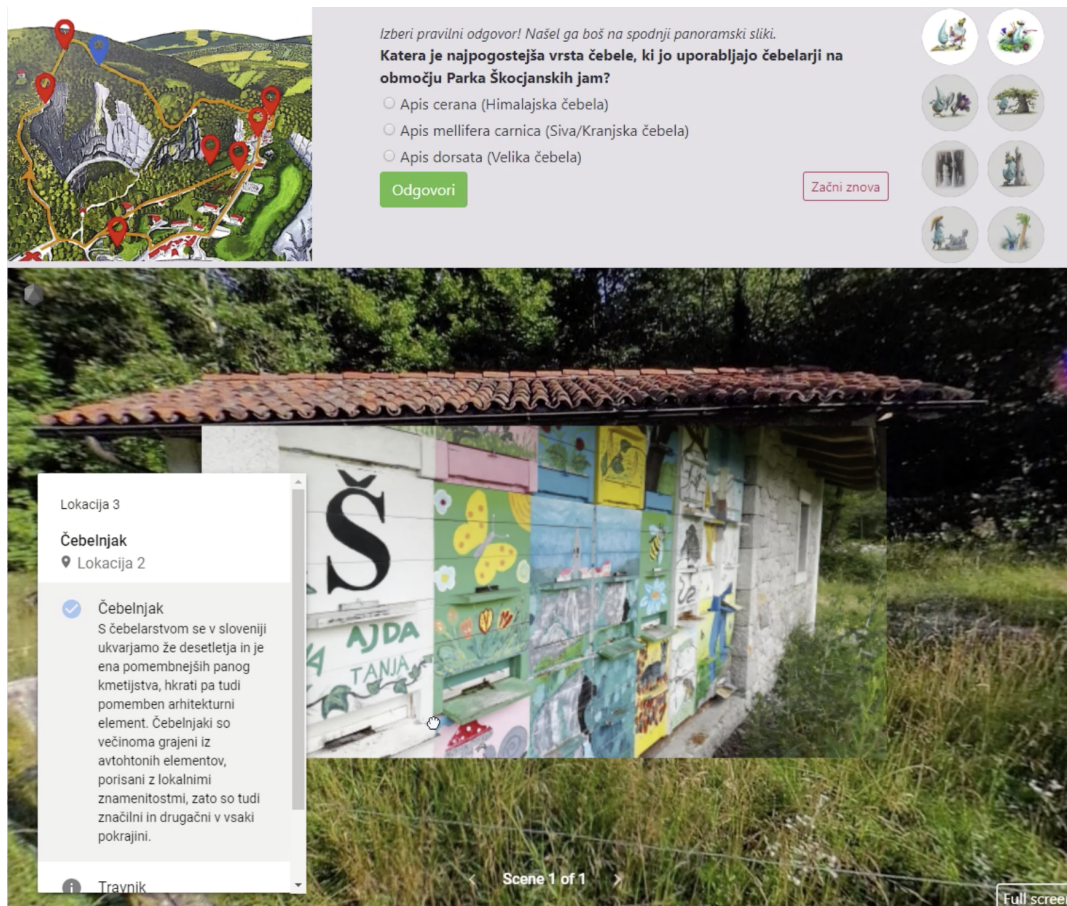 Izberi pravilni odgovor! Našel ga boš na spodnji panoramski sliki.
Katera je najpogostejša vrsta čebele, ki jo uporabljajo čebelarji na
območju Parka Škocjanskih jam?
Apis cerana (Himalajska čebela)
Apis mellifera carnica (Siva/Kranjska čebela)
Apis dorsata (Velika čebela)
Odgovori
Začni znova
Š
AJDA
TANJA
Lokacija 3
Čebelnjak
Lokacija 2
Čebelnjak
S čebelarstvom se v sloveniji
ukvarjamo že desetletja in je
ena pomembnejših panog
kmetijstva, hkrati pa tudi
pomemben arhitekturni
element. Čebelnjaki so
večinoma grajeni iz
avtohtonih elementov,
porisani z lokalnimi
znamenitostmi, zato so tudi
značilni in drugačni v vsaki
pokrajini.
Travnik
Scene 1 of 1
Full screen